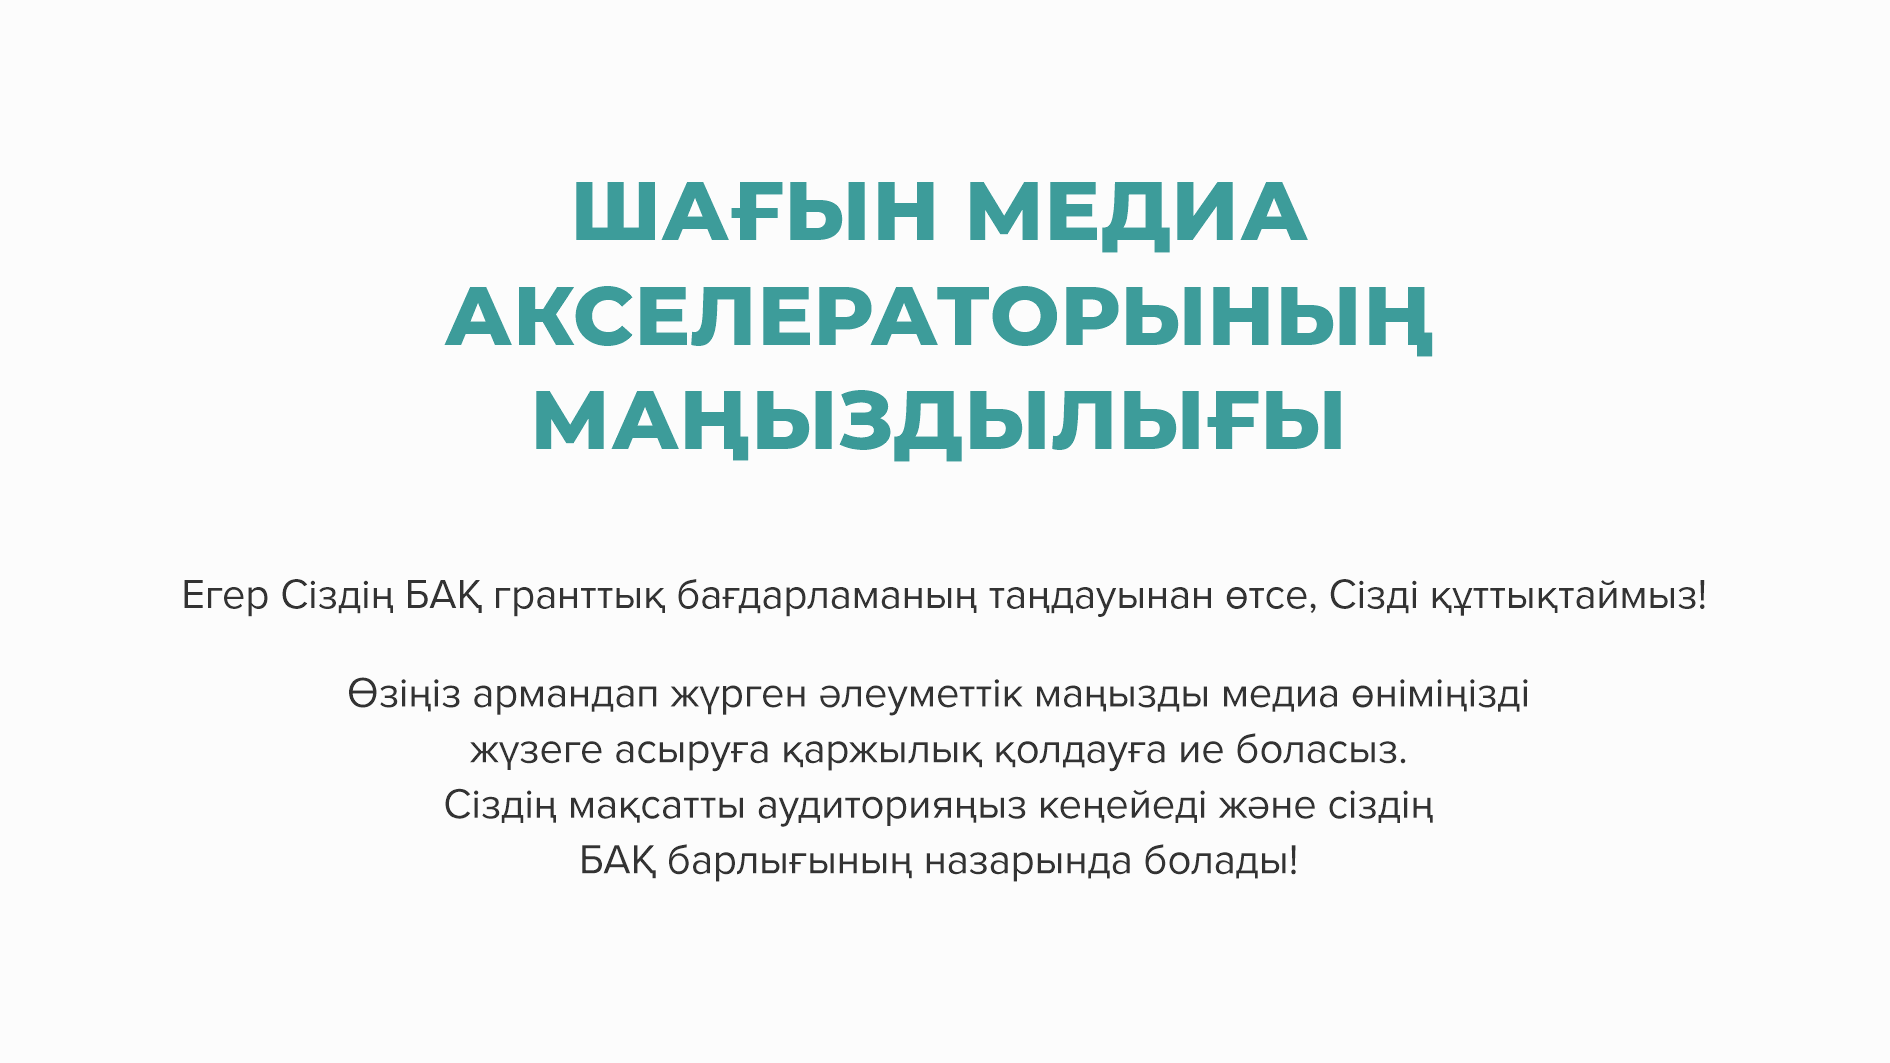 ШАҒЫН МЕДИА
АКСЕЛЕРАТОРЫНЫҢ
МАҢЫЗДЫЛЫҒЫ
Егер Сіздің БАҚ гранттық бағдарламаның таңдауынан өтсе, Сізді құттықтаймыз!
Өзіңіз армандап жүрген әлеуметтік маңызды медиа өніміңізді
жүзеге асыруға қаржылық қолдауға ие боласыз.
Сіздің мақсатты аудиторияңыз кеңейеді және сіздің
БАҚ барлығының назарында болады!